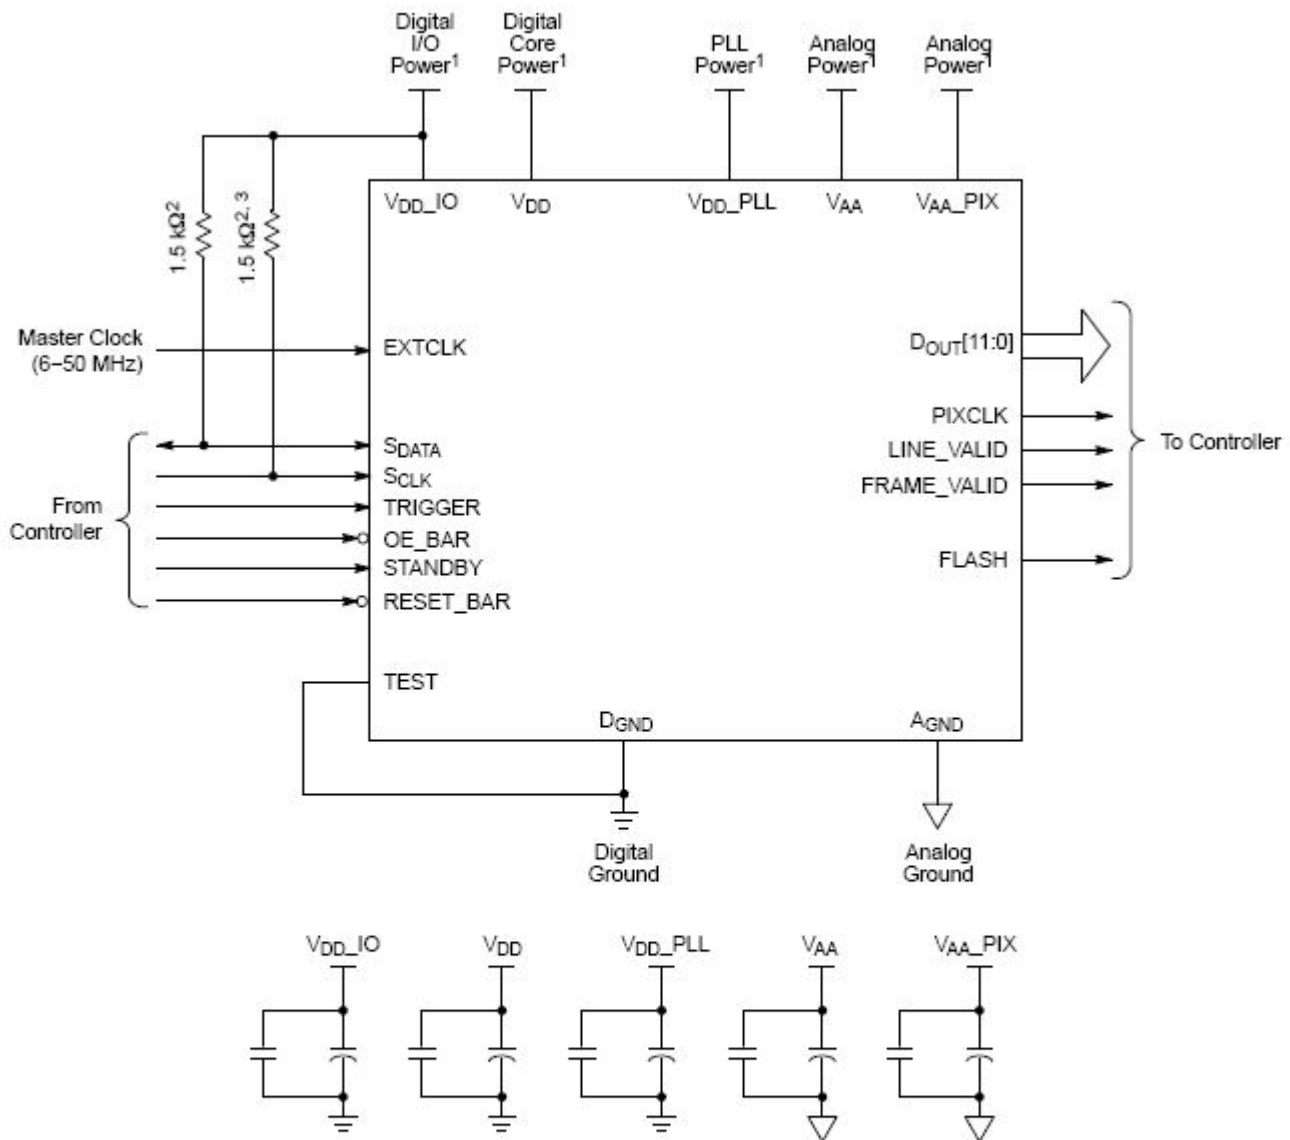 Digital
I/O
Power¹
Digital
Core
Power¹
PLL
Power¹
Analog
Power¹
Analog
Power¹
VDD_IO
VDD
VDD_PLL
VAA
VAA_PIX
1.5 kΩ²
1.5 kΩ²,³
Master Clock
(6–50 MHz)
EXTCLK
SDATA
SCLK
TRIGGER
OE_BAR
STANDBY
RESET_BAR
From
Controller
TEST
DOUT[11:0]
PIXCLK
LINE_VALID
FRAME_VALID
FLASH
To Controller
DGND
AGND
Digital
Ground
Analog
Ground
VDD_IO
VDD
VDD_PLL
VAA
VAA_PIX